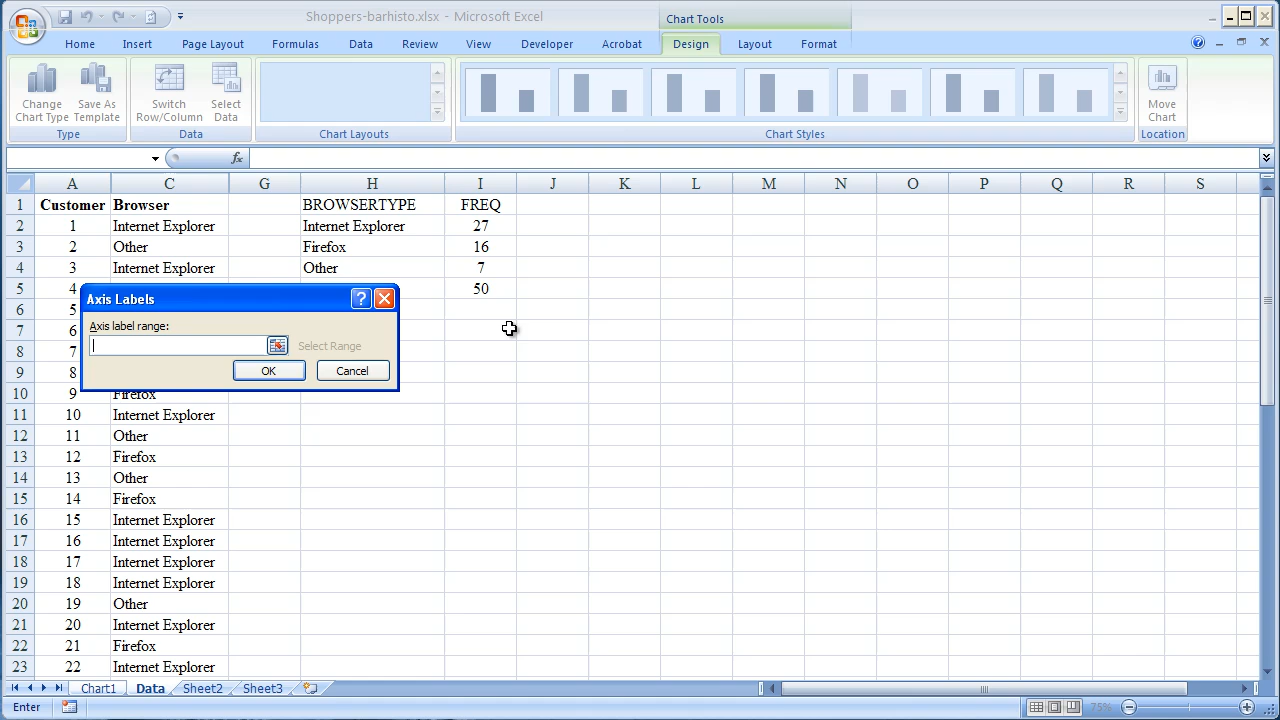 Shoppers-barhisto.xlsx - Microsoft Excel
Chart Tools
Home Insert Page Layout Formulas Data Review View Developer Acrobat Design Layout Format
Change Chart Type
Save As Template
Switch Row/Column
Select Data
Move Chart
Type Data Chart Layouts Chart Styles Location
fx
A C G H I J K L M N O P Q R S
1 Customer Browser BROWSERTYPE FREQ
2 1 Internet Explorer Internet Explorer 27
3 2 Other Firefox 16
4 3 Internet Explorer Other 7
5 4 50
Axis Labels
?
6 5
Axis label range:
7 6
8 7
Select Range
9 8
OK Cancel
10 9 Firefox
11 10 Internet Explorer
12 11 Other
13 12 Firefox
14 13 Other
15 14 Firefox
16 15 Internet Explorer
17 16 Internet Explorer
18 17 Internet Explorer
19 18 Internet Explorer
20 19 Other
21 20 Internet Explorer
22 21 Firefox
23 22 Internet Explorer
Chart1 Data Sheet2 Sheet3
Enter 75%